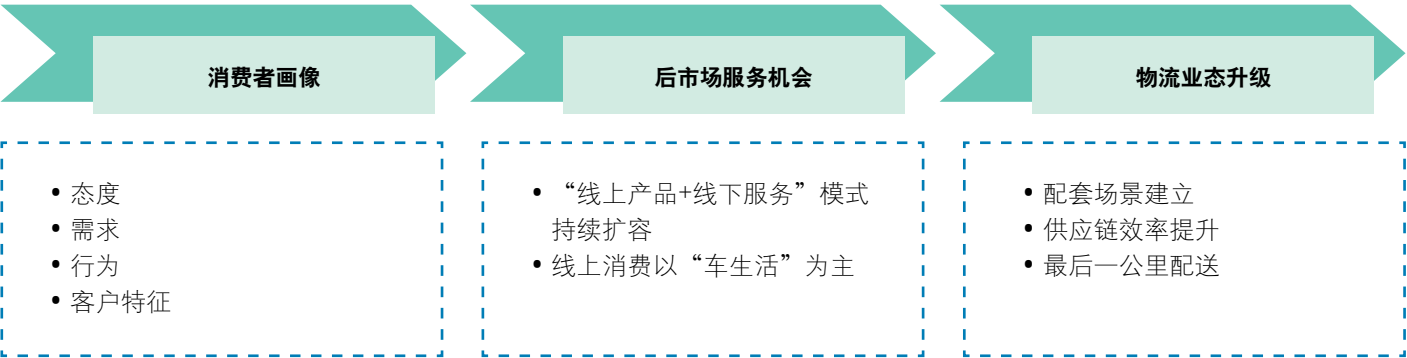 消费者画像
后市场服务机会
物流业态升级
• 态度
• 需求
• 行为
• 客户特征
• “线上产品+线下服务”模式
持续扩容
• 线上消费以“车生活”为主
• 配套场景建立
• 供应链效率提升
• 最后一公里配送